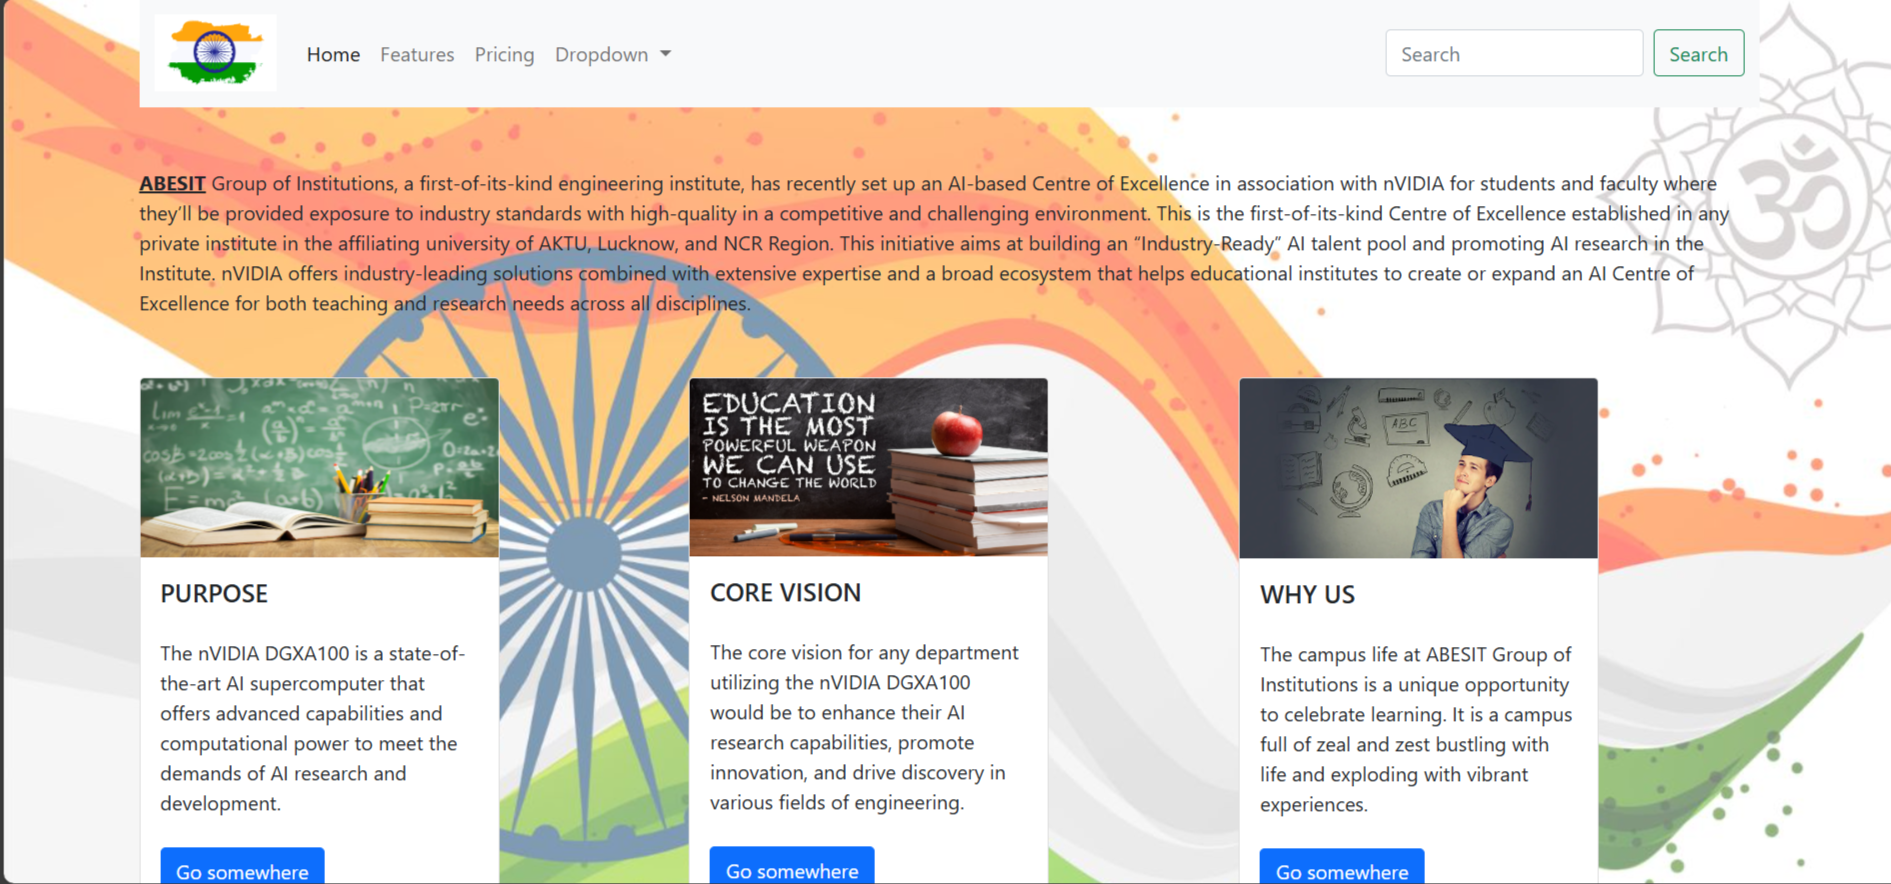 Home Features Pricing Dropdown
Search
Search
ABESIT Group of Institutions, a first-of-its-kind engineering institute, has recently set up an AI-based Centre of Excellence in association with nVIDIA for students and faculty where
they’ll be provided exposure to industry standards with high-quality in a competitive and challenging environment. This is the first-of-its-kind Centre of Excellence established in any
private institute in the affiliating university of AKTU, Lucknow, and NCR Region. This initiative aims at building an “Industry-Ready” AI talent pool and promoting AI research in the
Institute. nVIDIA offers industry-leading solutions combined with extensive expertise and a broad ecosystem that helps educational institutes to create or expand an AI Centre of
Excellence for both teaching and research needs across all disciplines.
ॐ
PURPOSE
The nVIDIA DGXA100 is a state-of-
the-art AI supercomputer that
offers advanced capabilities and
computational power to meet the
demands of AI research and
development.
Go somewhere
EDUCATION
IS THE MOST
POWERFUL WEAPON
WE CAN USE
TO CHANGE THE WORLD
- NELSON MANDELA
CORE VISION
The core vision for any department
utilizing the nVIDIA DGXA100
would be to enhance their AI
research capabilities, promote
innovation, and drive discovery in
various fields of engineering.
Go somewhere
ABC
WHY US
The campus life at ABESIT Group of
Institutions is a unique opportunity
to celebrate learning. It is a campus
full of zeal and zest bustling with
life and exploding with vibrant
experiences.
Go somewhere